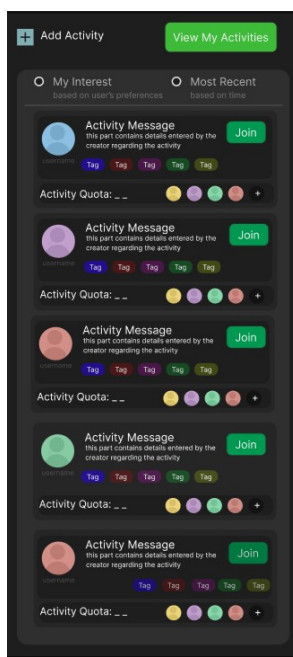 + Add Activity
View My Activities
My Interest
based on user's preferences
Most Recent
based on time
Activity Message
this part contains details entered by the
creator regarding the activity
Join
username
Tag Tag Tag Tag Tag
Activity Quota: _ _
+
Activity Message
this part contains details entered by the
creator regarding the activity
Join
username
Tag Tag Tag Tag Tag
Activity Quota: _ _
+
Activity Message
this part contains details entered by the
creator regarding the activity
Join
username
Tag Tag Tag Tag Tag
Activity Quota: _ _
+
Activity Message
this part contains details entered by the
creator regarding the activity
Join
username
Tag Tag Tag Tag Tag
Activity Quota: _ _
+
Activity Message
this part contains details entered by the
creator regarding the activity
Join
username
Tag Tag Tag Tag Tag
Activity Quota: _ _
+